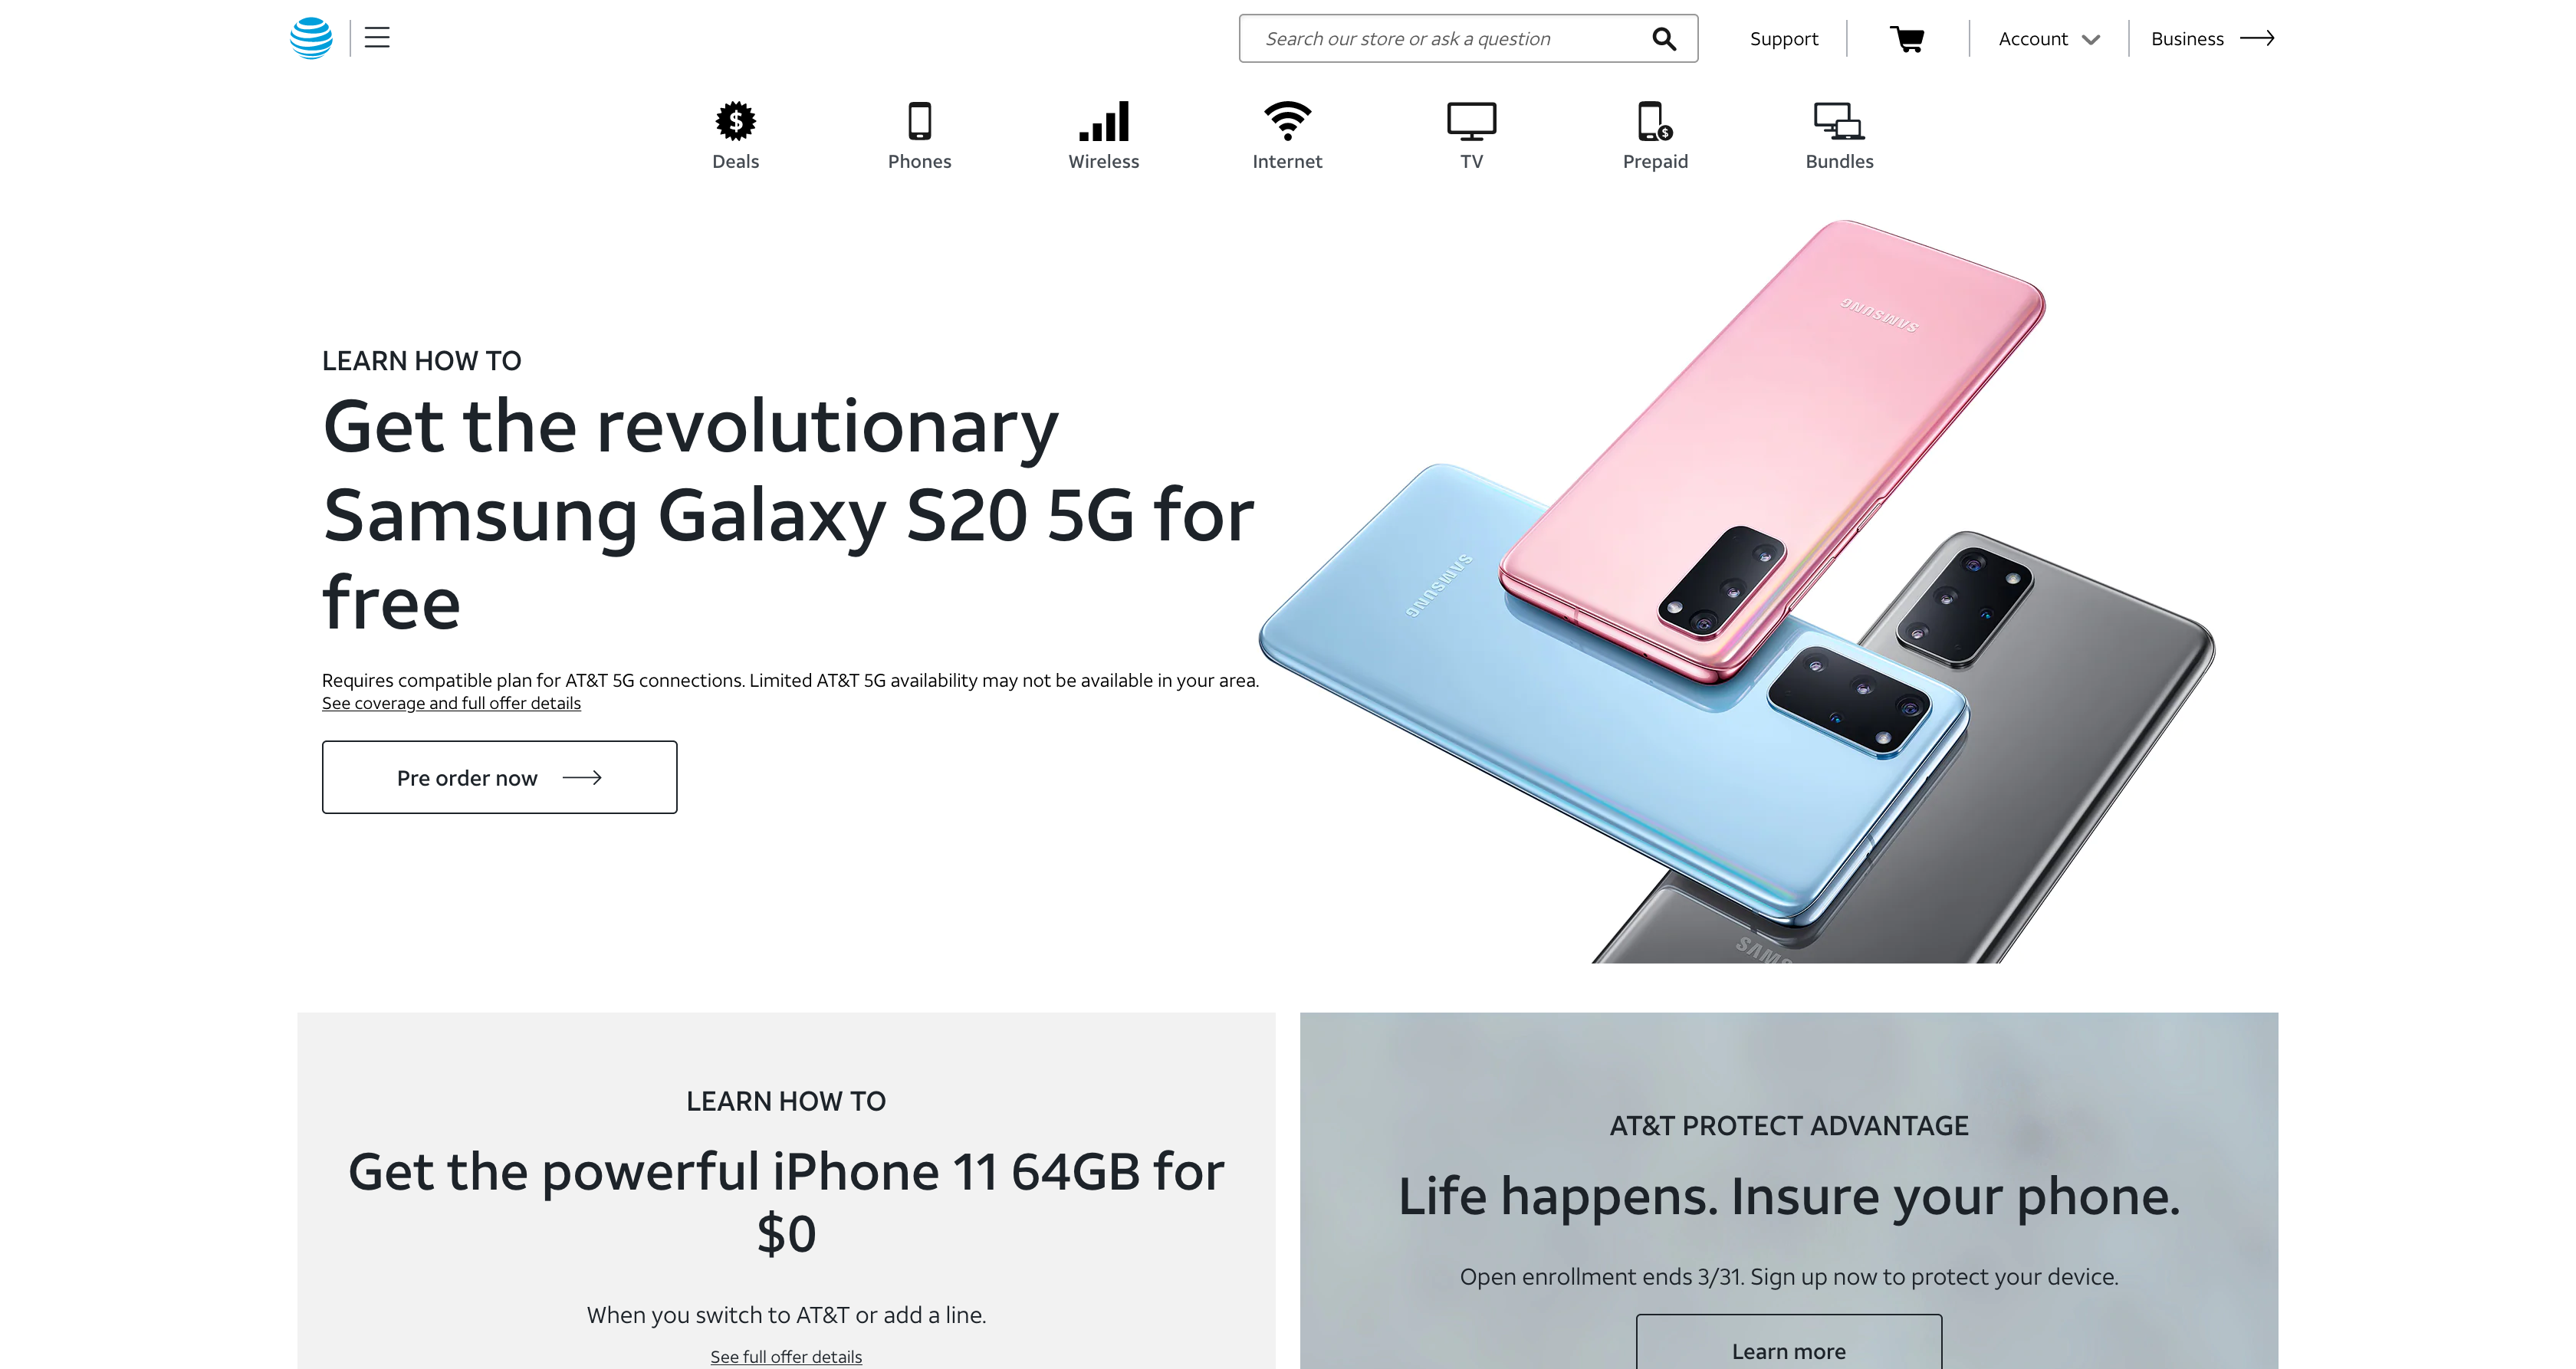 Search our store or ask a question
Support
Account
Business
$
Deals
Phones
Wireless
Internet
TV
$
Prepaid
Bundles
LEARN HOW TO
Get the revolutionary
Samsung Galaxy S20 5G for
free
Requires compatible plan for AT&T 5G connections. Limited AT&T 5G availability may not be available in your area.
See coverage and full offer details
Pre order now
SAMSUNG
SAMSUNG
SAMS
LEARN HOW TO
Get the powerful iPhone 11 64GB for
$0
When you switch to AT&T or add a line.
See full offer details
AT&T PROTECT ADVANTAGE
Life happens. Insure your phone.
Open enrollment ends 3/31. Sign up now to protect your device.
Learn more